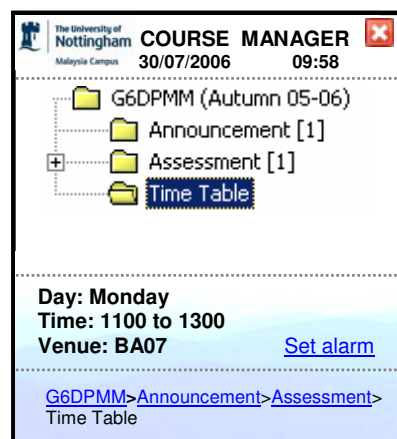 The University of
Nottingham
Malaysia Campus
COURSE MANAGER
30/07/2006 09:58
G6DPMM (Autumn 05-06)
Announcement [1]
Assessment [1]
Time Table
Day: Monday
Time: 1100 to 1300
Venue: BA07 Set alarm
G6DPMM>Announcement>Assessment>
Time Table